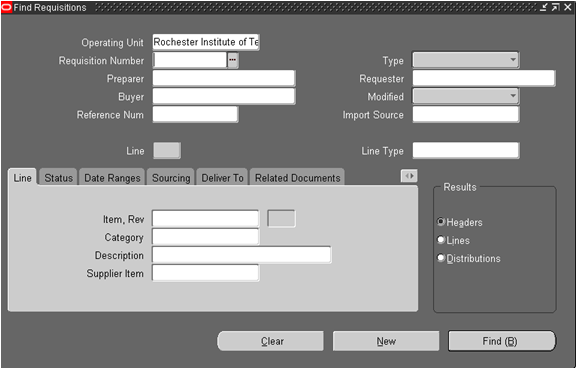 Find Requisitions
Operating Unit Rochester Institute of Te
Requisition Number ... Type
Preparer Requester
Buyer Modified
Reference Num Import Source
Line Line Type
Line Status Date Ranges Sourcing Deliver To Related Documents
Results
Item, Rev
Headers
Category
Lines
Description
Distributions
Supplier Item
Clear New Find (B)